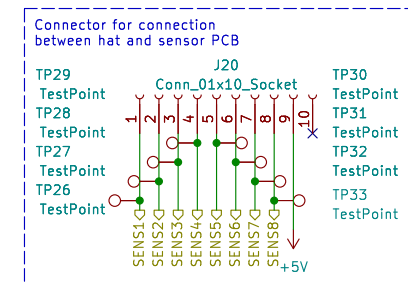 Connector for connection
between hat and sensor PCB
J20
Conn_01x10_Socket
TP29
TestPoint
TP28
TestPoint
TP27
TestPoint
TP26
TestPoint
1
2
3
4
5
6
7
8
9
10
TP30
TestPoint
TP31
TestPoint
TP32
TestPoint
TP33
TestPoint
SENS1
SENS2
SENS3
SENS4
SENS5
SENS6
SENS7
SENS8
+5V